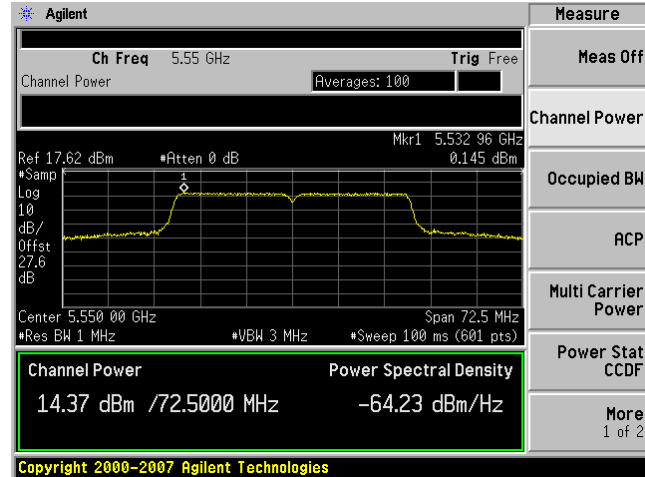 Agilent
Measure
Ch Freq 5.55 GHz Trig Free
Channel Power Averages: 100
Mkr1 5.532 96 GHz
Ref 17.62 dBm #Atten 0 dB 0.145 dBm
#Samp
Log
10
dB/
Offst
27.6
dB
1
Center 5.550 00 GHz Span 72.5 MHz
#Res BW 1 MHz #VBW 3 MHz #Sweep 100 ms (601 pts)
Channel Power Power Spectral Density
14.37 dBm /72.5000 MHz -64.23 dBm/Hz
Meas Off
Channel Power
Occupied BW
ACP
Multi Carrier
Power
Power Stat
CCDF
More
1 of 2
Copyright 2000-2007 Agilent Technologies